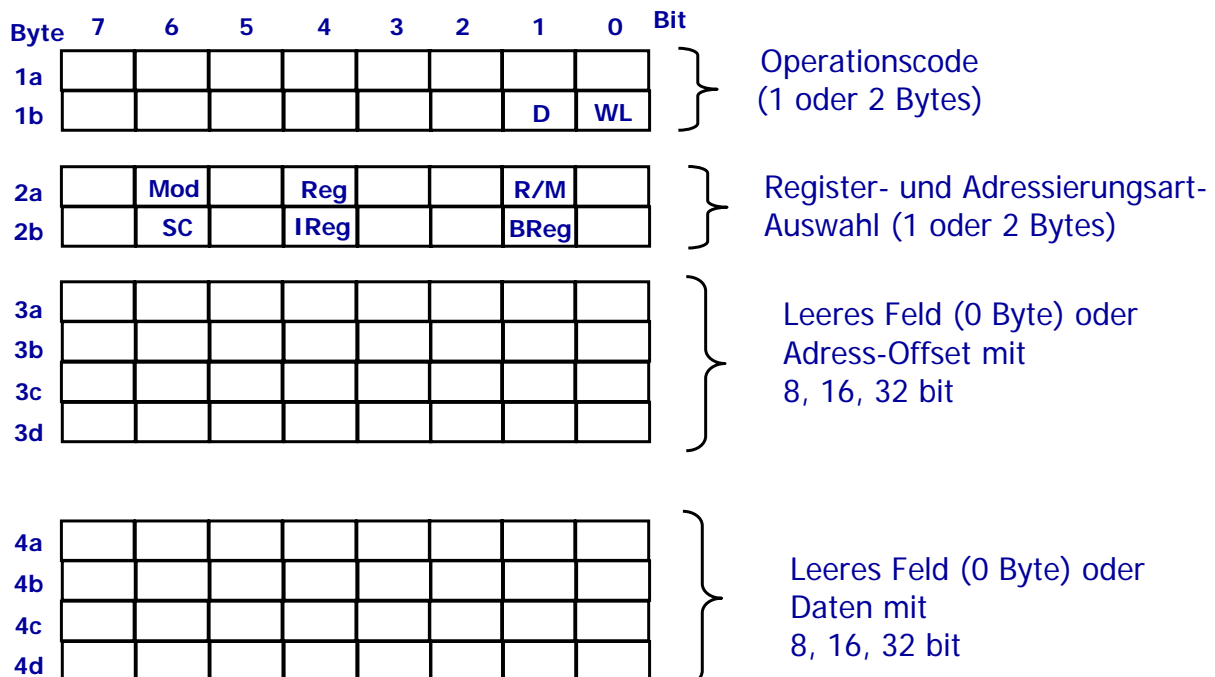 Byte 7 6 5 4 3 2 1 0 Bit
1a
1b D WL
Operationscode
(1 oder 2 Bytes)
2a Mod Reg R/M
2b SC IReg BReg
Register- und Adressierungsart-
Auswahl (1 oder 2 Bytes)
3a
3b
3c
3d
Leeres Feld (0 Byte) oder
Adress-Offset mit
8, 16, 32 bit
4a
4b
4c
4d
Leeres Feld (0 Byte) oder
Daten mit
8, 16, 32 bit